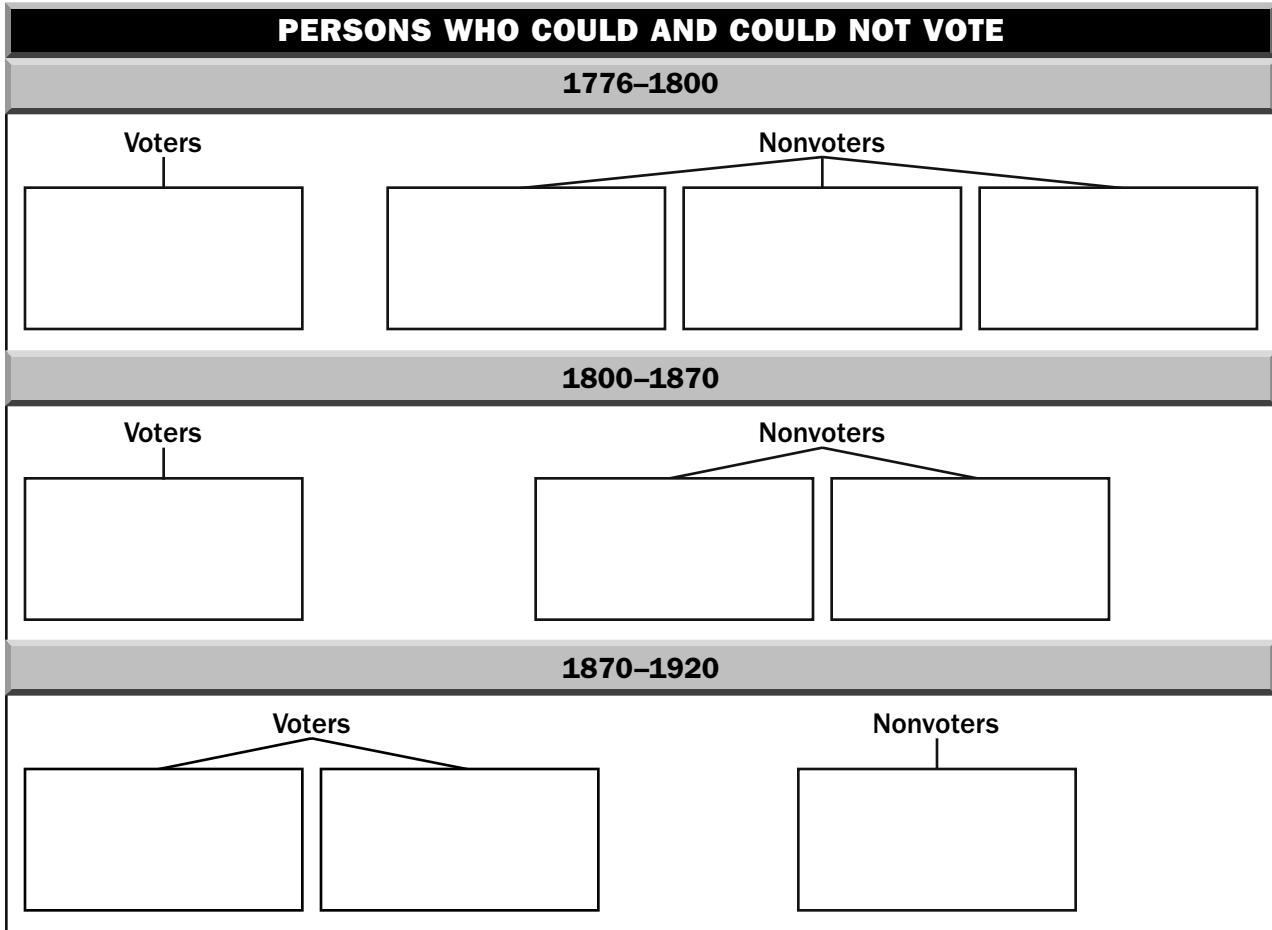 PERSONS WHO COULD AND COULD NOT VOTE
1776–1800
Voters
Nonvoters
1800–1870
Voters
Nonvoters
1870–1920
Voters
Nonvoters